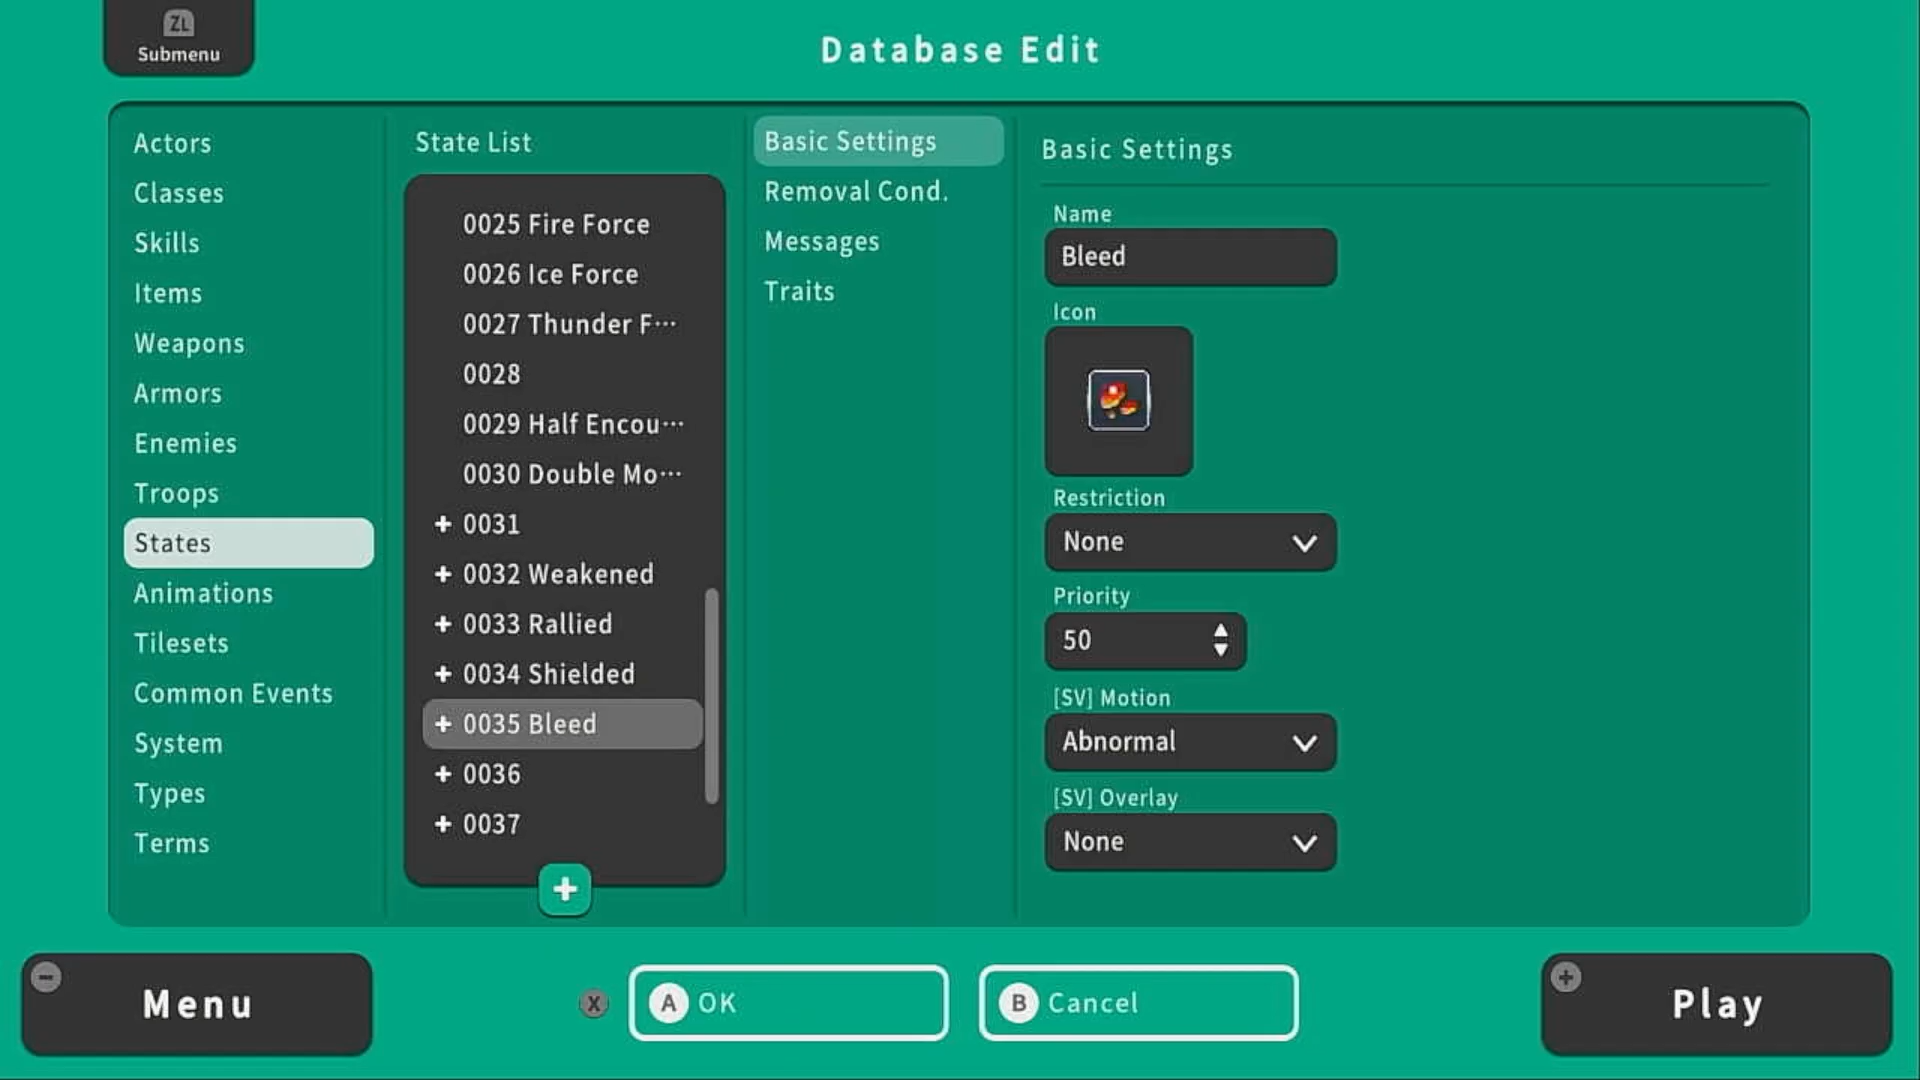 ZL
Submenu
Database Edit
Actors
Classes
Skills
Items
Weapons
Armors
Enemies
Troops
States
Animations
Tilesets
Common Events
System
Types
Terms
State List
0025 Fire Force
0026 Ice Force
0027 Thunder F···
0028
0029 Half Encou···
0030 Double Mo···
+ 0031
+ 0032 Weakened
+ 0033 Rallied
+ 0034 Shielded
+ 0035 Bleed
+ 0036
+ 0037
+
Basic Settings
Removal Cond.
Messages
Traits
Basic Settings
Name
Bleed
Icon
Restriction
None
Priority
50
[SV] Motion
Abnormal
[SV] Overlay
None
Menu
X
A OK
B Cancel
+
Play